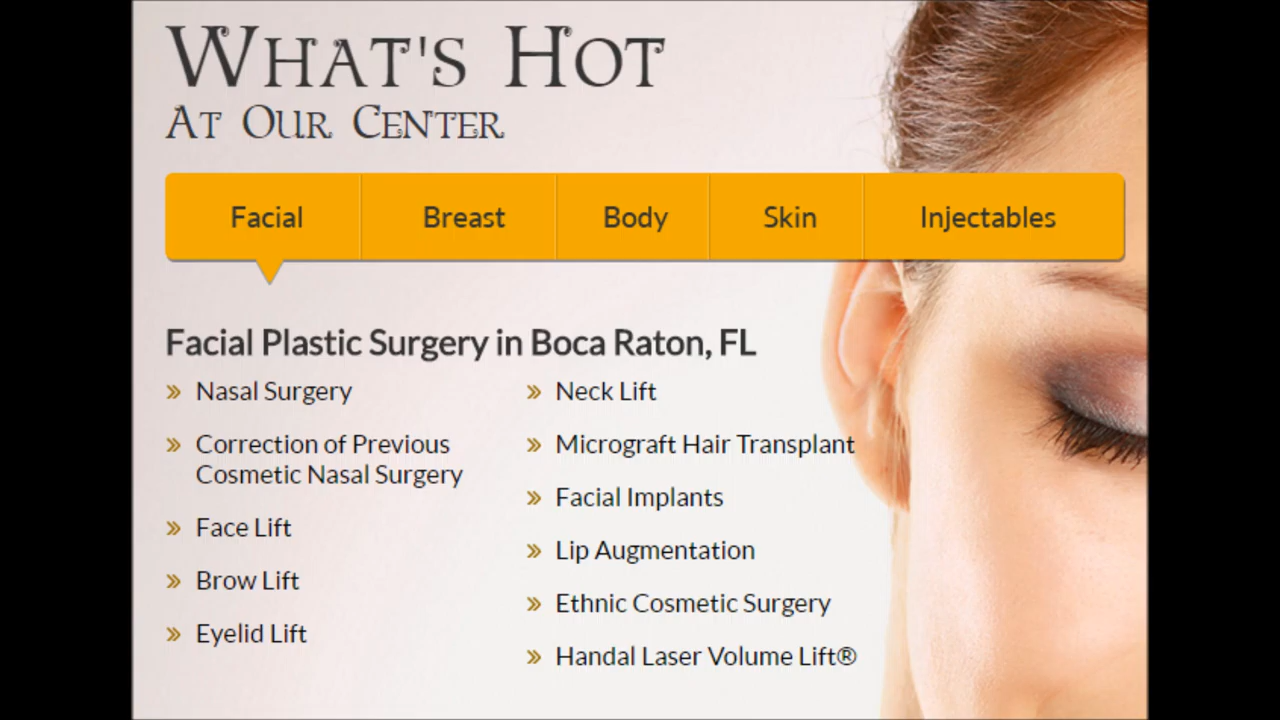 What's Hot
At Our Center
Facial Breast Body Skin Injectables
Facial Plastic Surgery in Boca Raton, FL
Nasal Surgery
Correction of Previous
Cosmetic Nasal Surgery
Face Lift
Brow Lift
Eyelid Lift
Neck Lift
Micrograft Hair Transplant
Facial Implants
Lip Augmentation
Ethnic Cosmetic Surgery
Handal Laser Volume Lift®